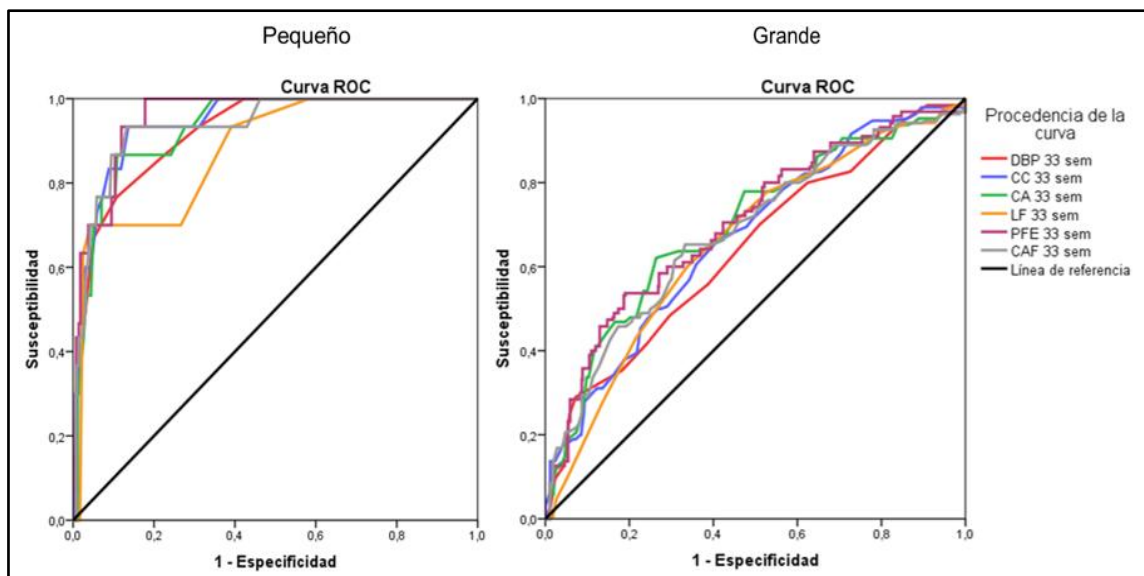 Pequeño
Grande
Curva ROC
Susceptibilidad
1,0
0,8
0,6
0,4
0,2
0,0
0,0
0,2
0,4
0,6
0,8
1,0
1 - Especificidad
Curva ROC
Susceptibilidad
1,0
0,8
0,6
0,4
0,2
0,0
0,0
0,2
0,4
0,6
0,8
1,0
1 - Especificidad
Procedencia de la
curva
DBP 33 sem
CC 33 sem
CA 33 sem
LF 33 sem
PFE 33 sem
CAF 33 sem
Línea de referencia